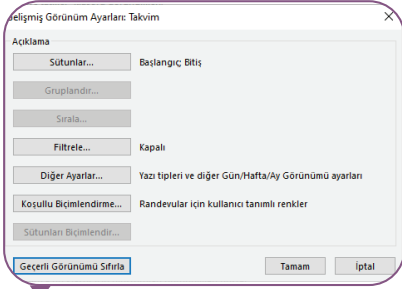 elişmiş Görünüm Ayarları: Takvim
Açıklama
Sütunlar... Başlangıç; Bitiş
Gruplandır...
Sırala...
Filtrele... Kapalı
Diğer Ayarlar... Yazı tipleri ve diğer Gün/Hafta/Ay Görünümü ayarları
Koşullu Biçimlendirme... Randevular için kullanıcı tanımlı renkler
Sütunları Biçimlendir...
Geçerli Görünümü Sıfırla Tamam İptal